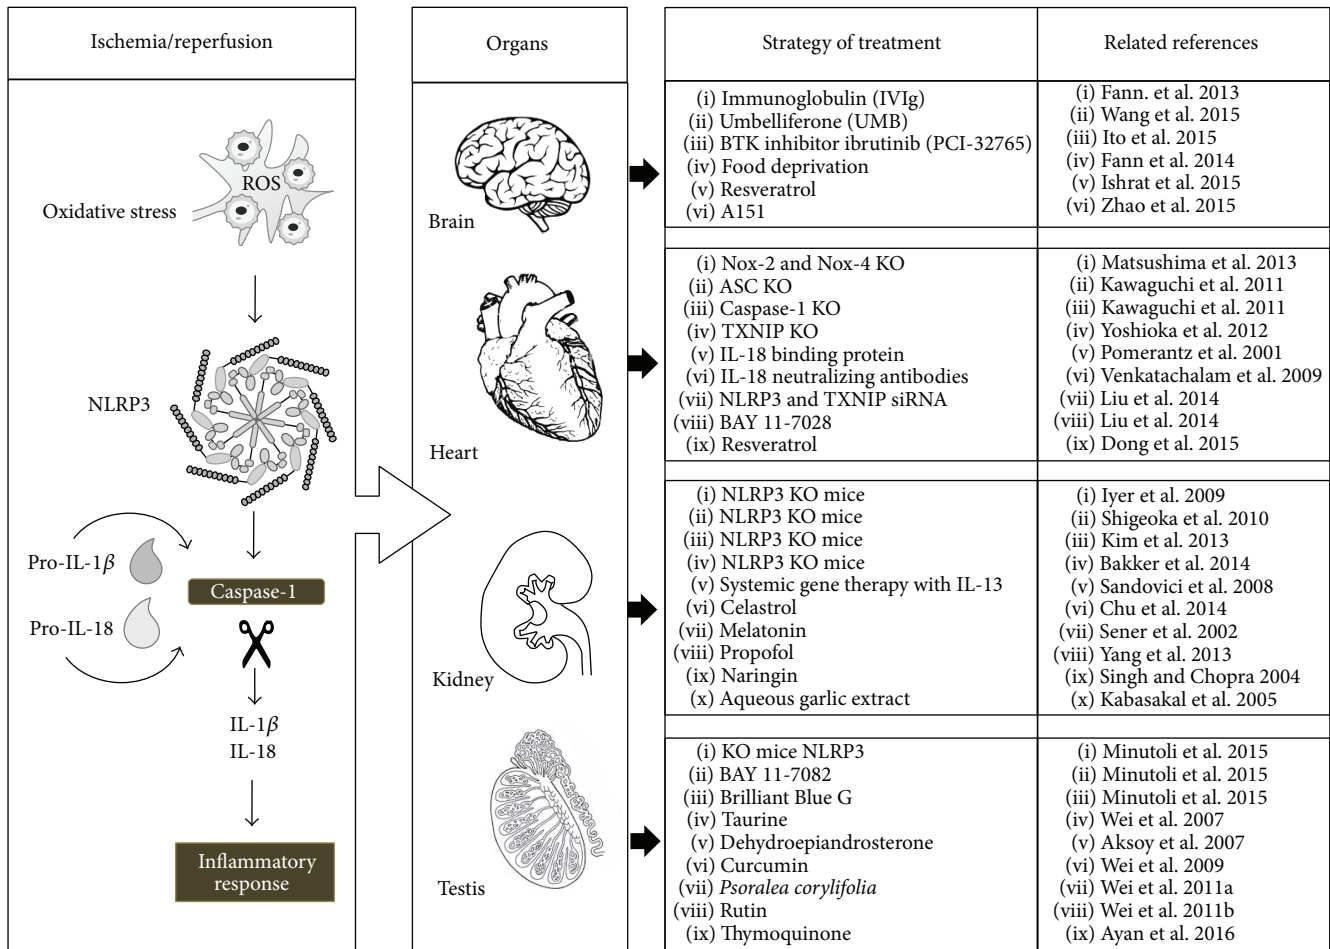 Ischemia/reperfusion
Oxidative stress
ROS
NLRP3
Pro-IL-1β
Pro-IL-18
Caspase-1
IL-1β
IL-18
Inflammatory
response
Organs
Brain
Heart
Kidney
Testis
Strategy of treatment
(i) Immunoglobulin (IVIg)
(ii) Umbelliferone (UMB)
(iii) BTK inhibitor ibrutinib (PCI-32765)
(iv) Food deprivation
(v) Resveratrol
(vi) A151
(i) Nox-2 and Nox-4 KO
(ii) ASC KO
(iii) Caspase-1 KO
(iv) TXNIP KO
(v) IL-18 binding protein
(vi) IL-18 neutralizing antibodies
(vii) NLRP3 and TXNIP siRNA
(viii) BAY 11-7028
(ix) Resveratrol
(i) NLRP3 KO mice
(ii) NLRP3 KO mice
(iii) NLRP3 KO mice
(iv) NLRP3 KO mice
(v) Systemic gene therapy with IL-13
(vi) Celastrol
(vii) Melatonin
(viii) Propofol
(ix) Naringin
(x) Aqueous garlic extract
(i) KO mice NLRP3
(ii) BAY 11-7082
(iii) Brilliant Blue G
(iv) Taurine
(v) Dehydroepiandrosterone
(vi) Curcumin
(vii) Psoralea corylifolia
(viii) Rutin
(ix) Thymoquinone
Related references
(i) Fann. et al. 2013
(ii) Wang et al. 2015
(iii) Ito et al. 2015
(iv) Fann et al. 2014
(v) Ishrat et al. 2015
(vi) Zhao et al. 2015
(i) Matsushima et al. 2013
(ii) Kawaguchi et al. 2011
(iii) Kawaguchi et al. 2011
(iv) Yoshioka et al. 2012
(v) Pomerantz et al. 2001
(vi) Venkatachalam et al. 2009
(vii) Liu et al. 2014
(viii) Liu et al. 2014
(ix) Dong et al. 2015
(i) Iyer et al. 2009
(ii) Shigeoka et al. 2010
(iii) Kim et al. 2013
(iv) Bakker et al. 2014
(v) Sandovici et al. 2008
(vi) Chu et al. 2014
(vii) Sener et al. 2002
(viii) Yang et al. 2013
(ix) Singh and Chopra 2004
(x) Kabasakal et al. 2005
(i) Minutoli et al. 2015
(ii) Minutoli et al. 2015
(iii) Minutoli et al. 2015
(iv) Wei et al. 2007
(v) Aksoy et al. 2007
(vi) Wei et al. 2009
(vii) Wei et al. 2011a
(viii) Wei et al. 2011b
(ix) Ayan et al. 2016